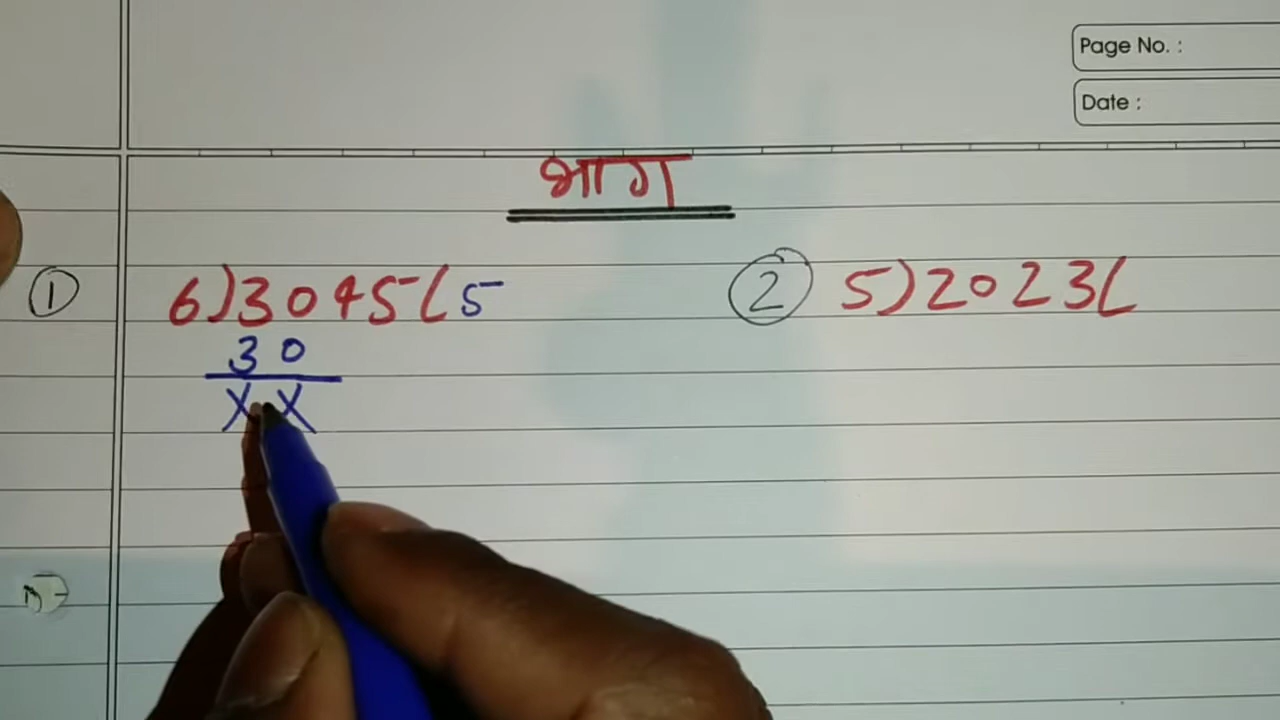 Page No. :
Date :
भाग
① 6)3045(5
30
XX
② 5)2023(